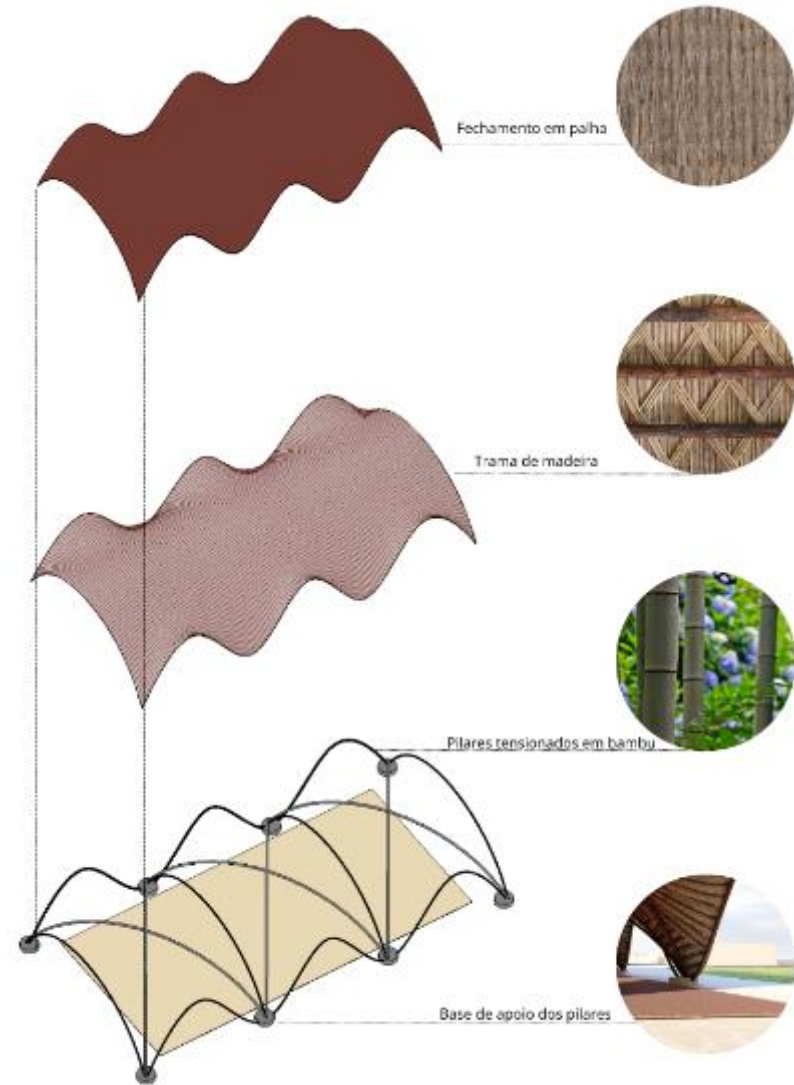 Fechamento em palha
Trama de madeira
Pilares tensionados em bambu
Base de apoio dos pilares